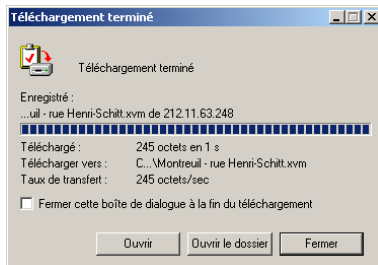 Téléchargement terminé
Téléchargement terminé
Enregistré :
...uil - rue Henri-Schitt.xvm de 212.11.63.248
Téléchargé : 245 octets en 1 s
Télécharger vers : C...\Montreuil - rue Henri-Schitt.xvm
Taux de transfert : 245 octets/sec
Fermer cette boîte de dialogue à la fin du téléchargement
Ouvrir Ouvrir le dossier Fermer